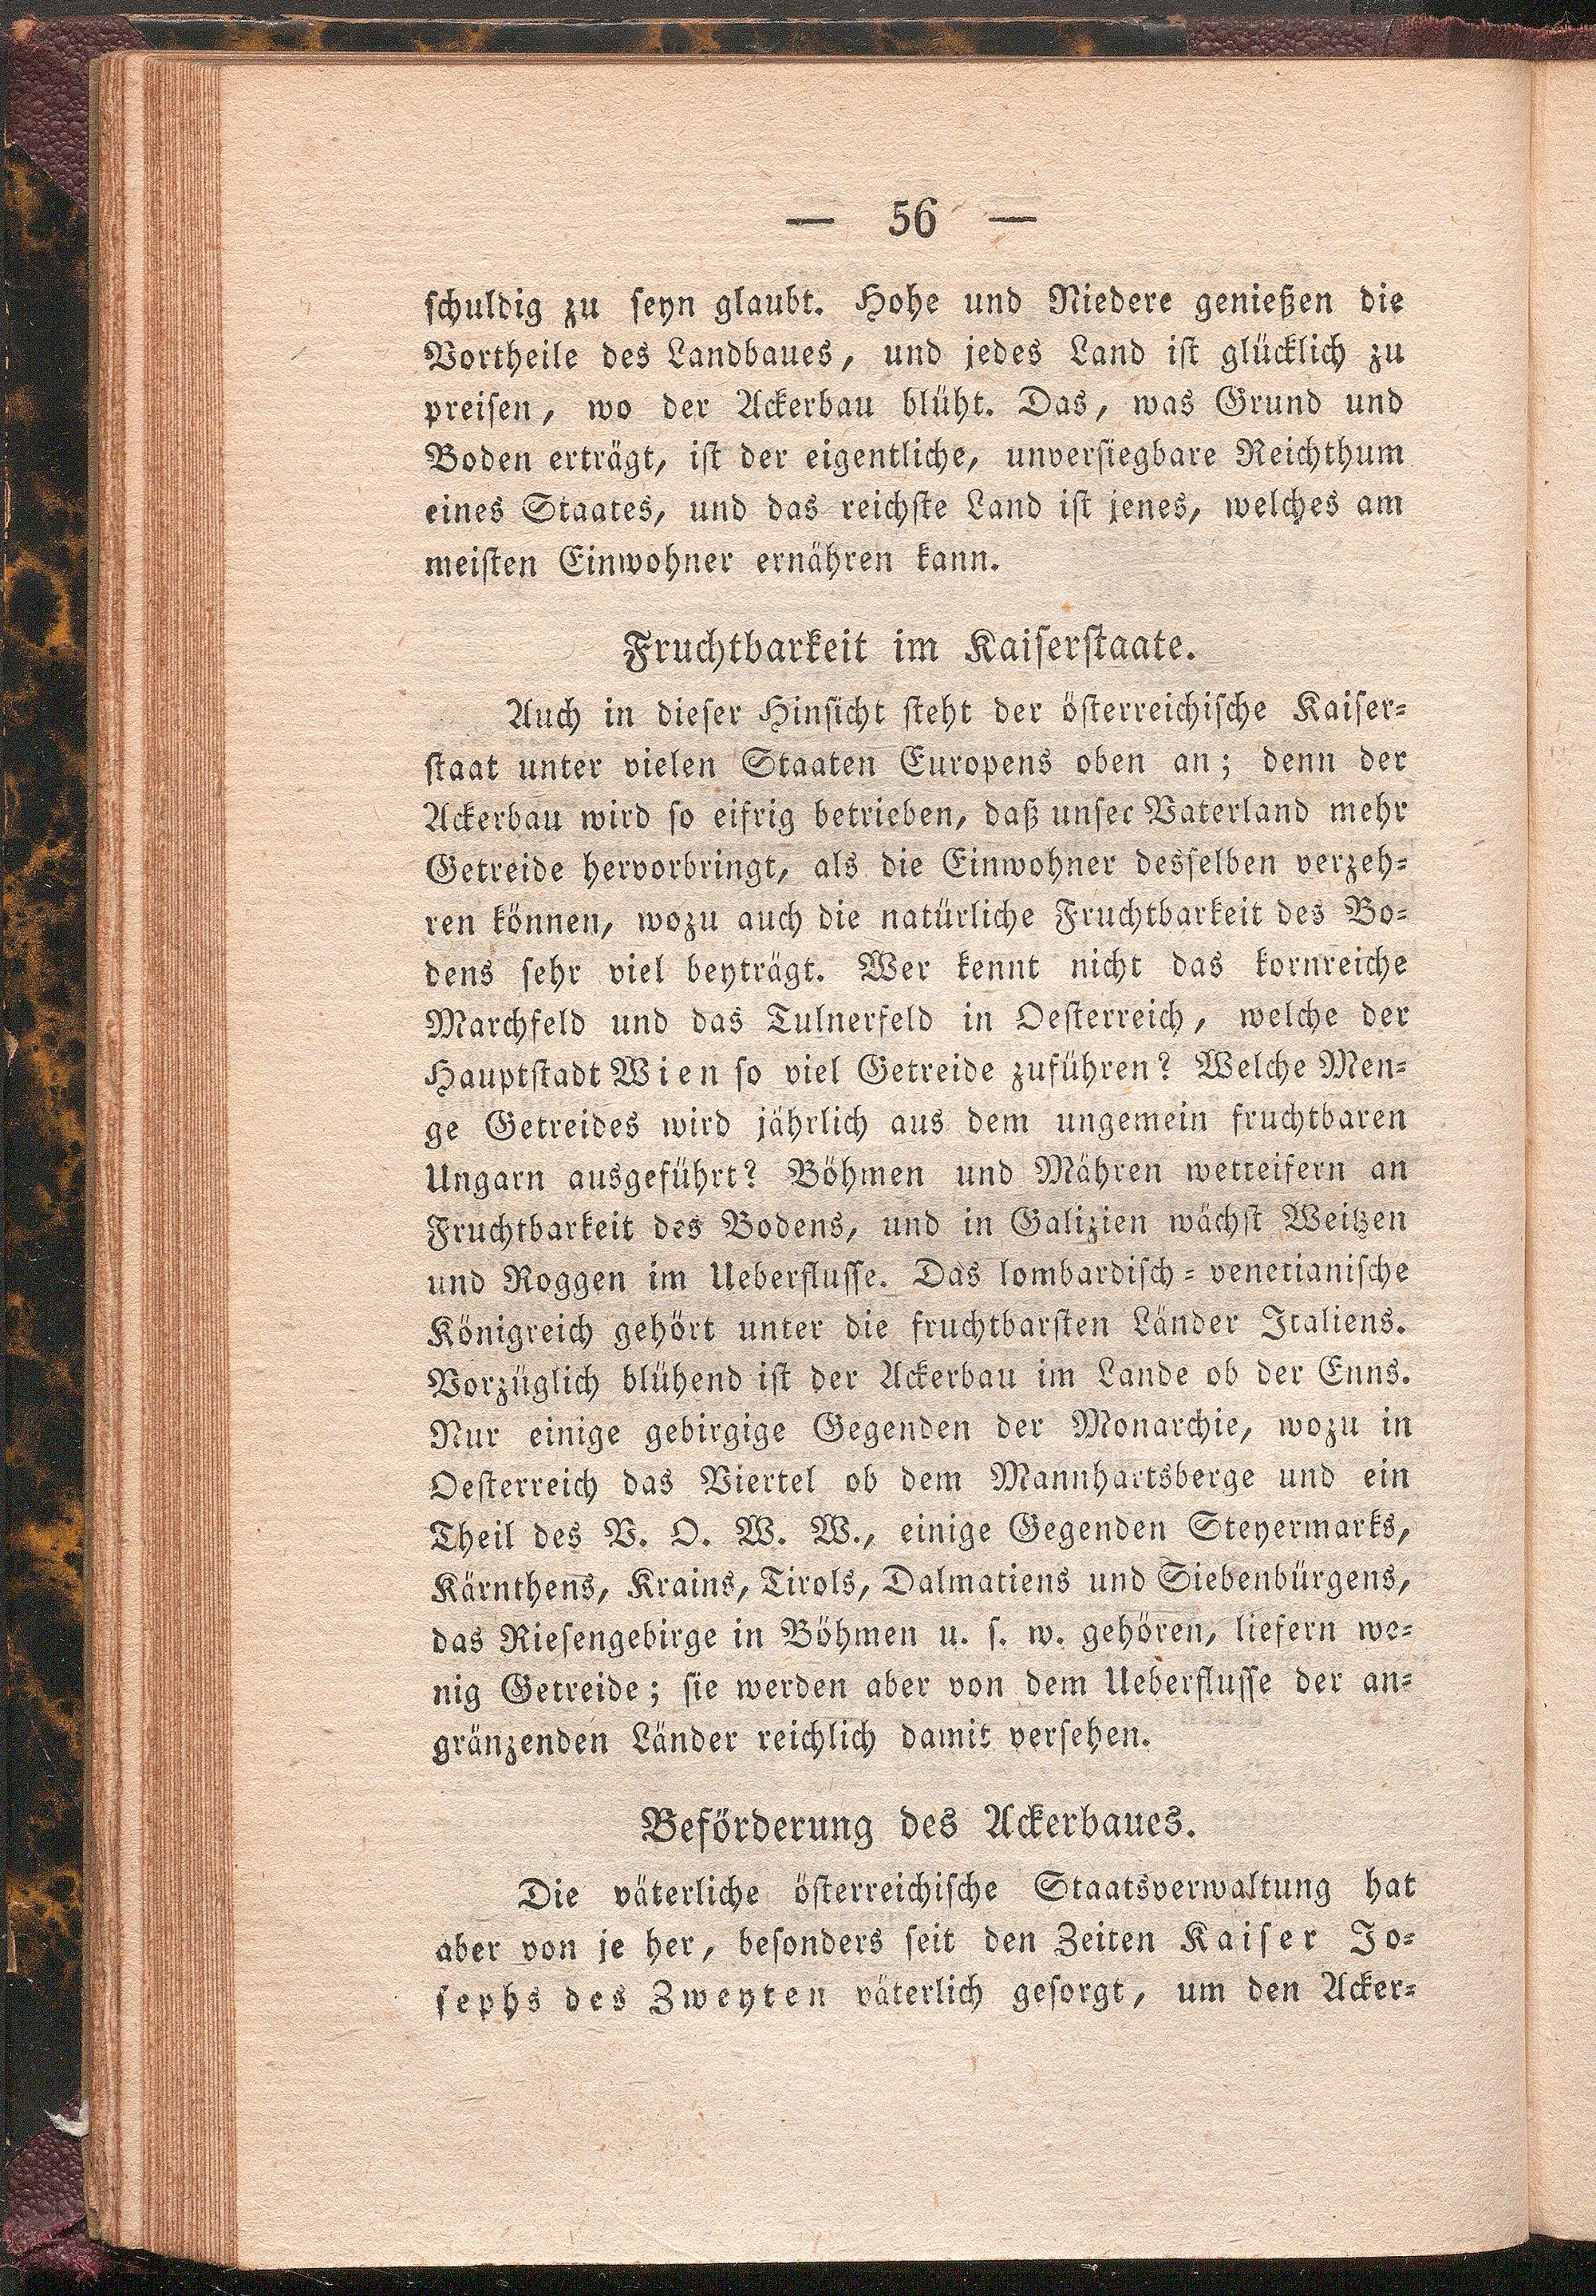 — 56 —
schuldig zu seyn glaubt. Hohe und Niedere genießen die
Vortheile des Landbaues, und jedes Land ist glücklich zu
preisen, wo der Ackerbau blüht. Das, was Grund und
Boden erträgt, ist der eigentliche, unversiegbare Reichthum
eines Staates, und das reichste Land ist jenes, welches am
meisten Einwohner ernähren kann.
Fruchtbarkeit im Kaiserstaate.
Auch in dieser Hinsicht steht der österreichische Kaiser-
staat unter vielen Staaten Europens oben an; denn der
Ackerbau wird so eifrig betrieben, daß unser Vaterland mehr
Getreide hervorbringt, als die Einwohner desselben verzeh-
ren können, wozu auch die natürliche Fruchtbarkeit des Bo-
dens sehr viel beyträgt. Wer kennt nicht das kornreiche
Marchfeld und das Tulnerfeld in Oesterreich, welche der
Hauptstadt Wien so viel Getreide zuführen? Welche Men-
ge Getreides wird jährlich aus dem ungemein fruchtbaren
Ungarn ausgeführt? Böhmen und Mähren wetteifern an
Fruchtbarkeit des Bodens, und in Galizien wächst Weitzen
und Roggen im Ueberflusse. Das lombardisch-venetianische
Königreich gehört unter die fruchtbarsten Länder Italiens.
Vorzüglich blühend ist der Ackerbau im Lande ob der Enns.
Nur einige gebirgige Gegenden der Monarchie, wozu in
Oesterreich das Viertel ob dem Mannhartsberge und ein
Theil des V. O. W. W., einige Gegenden Steyermarks,
Kärnthens, Krains, Tirols, Dalmatiens und Siebenbürgens,
das Riesengebirge in Böhmen u. s. w. gehören, liefern we-
nig Getreide; sie werden aber von dem Ueberflusse der an-
gränzenden Länder reichlich damit versehen.
Beförderung des Ackerbaues.
Die väterliche österreichische Staatsverwaltung hat
aber von je her, besonders seit den Zeiten Kaiser Jo-
sephs des Zweyten väterlich gesorgt, um den Acker-